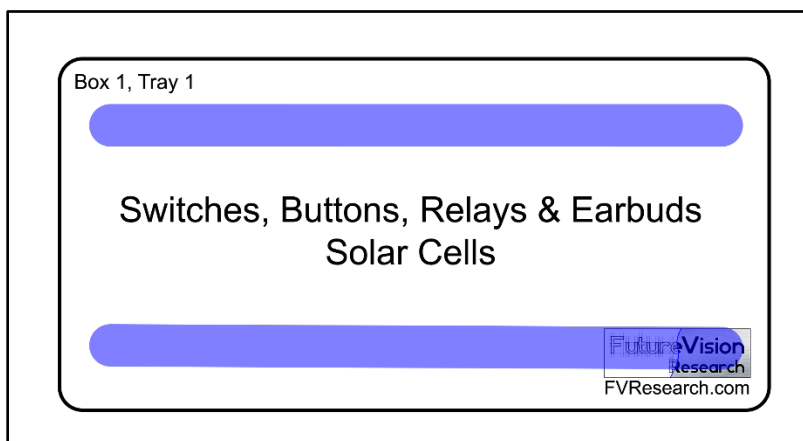 Box 1, Tray 1
Switches, Buttons, Relays & Earbuds
Solar Cells
FutureVision
Research
FVResearch.com